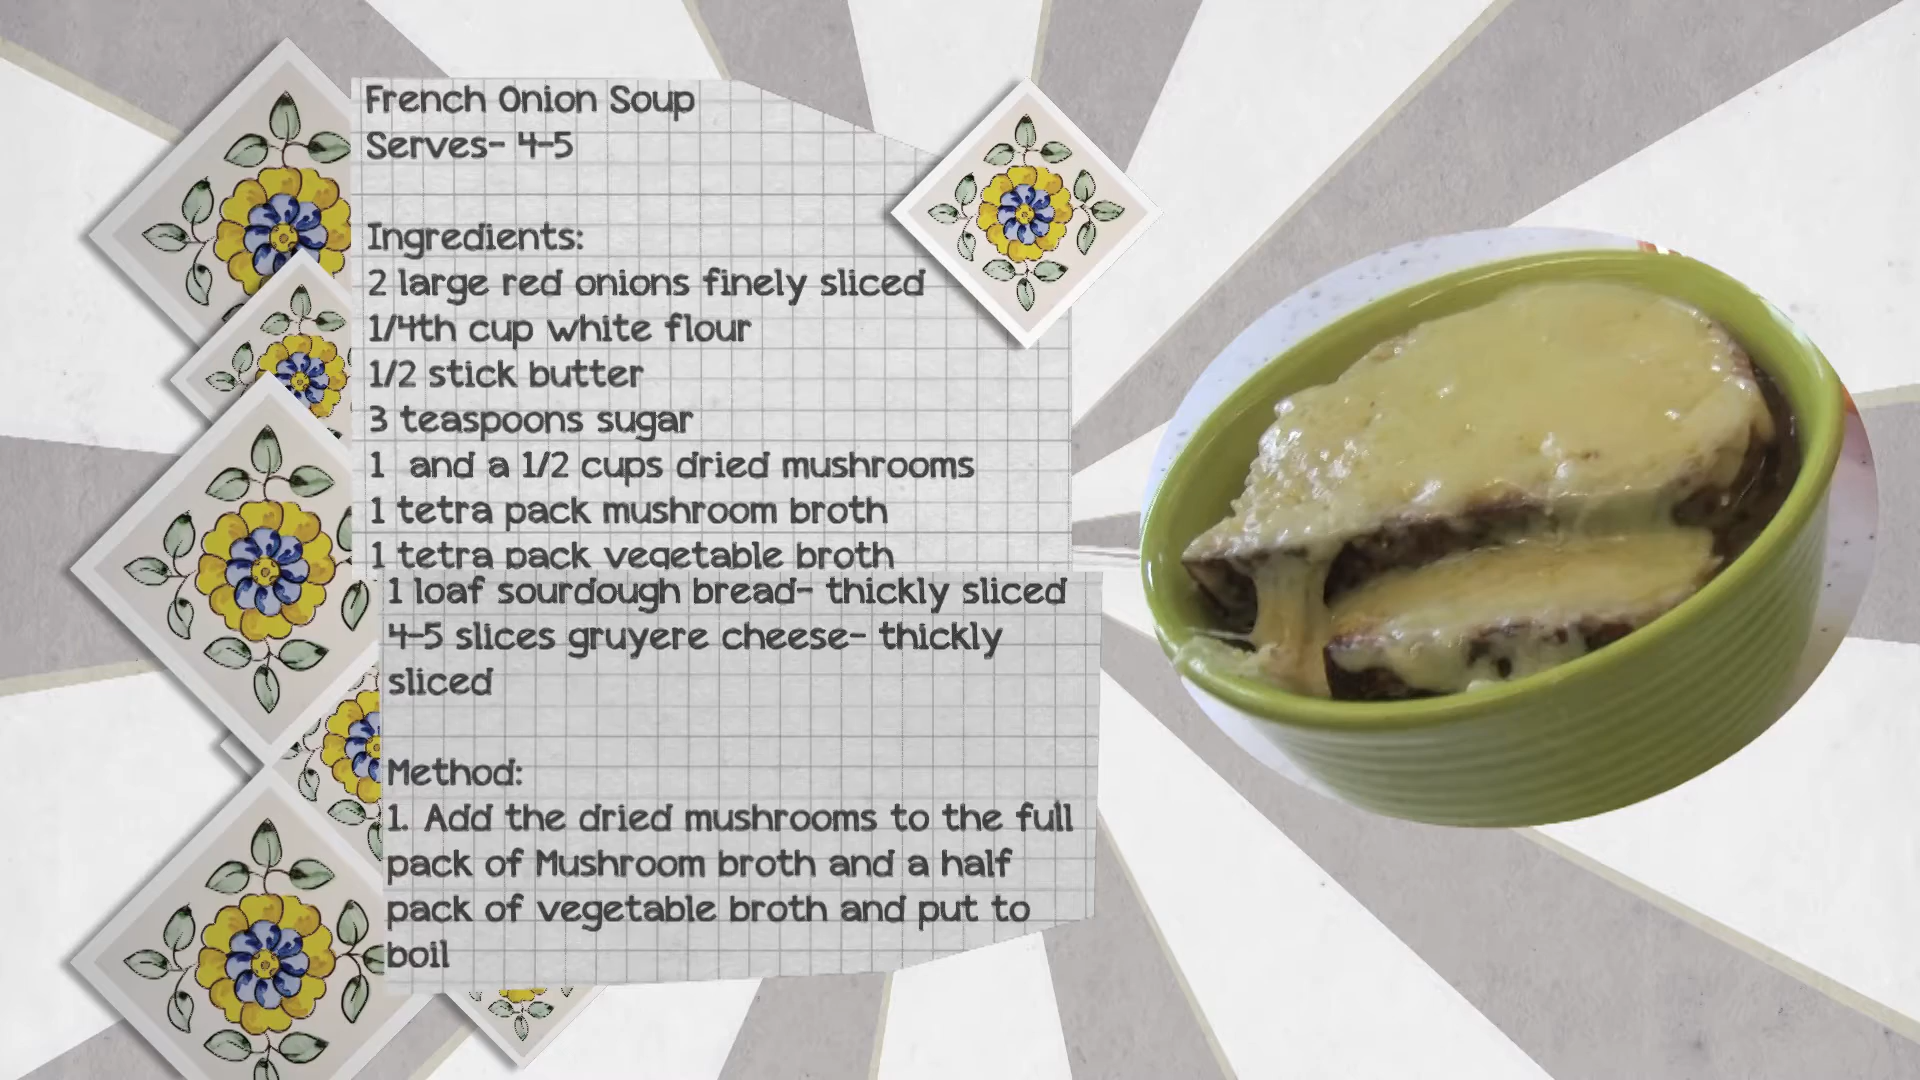 French Onion Soup
Serves- 4-5
Ingredients:
2 large red onions finely sliced
1/4th cup white flour
1/2 stick butter
3 teaspoons sugar
1 and a 1/2 cups dried mushrooms
1 tetra pack mushroom broth
1 tetra pack vegetable broth
1 loaf sourdough bread- thickly sliced
4-5 slices gruyere cheese- thickly
sliced
Method:
1. Add the dried mushrooms to the full
pack of Mushroom broth and a half
pack of vegetable broth and put to
boil